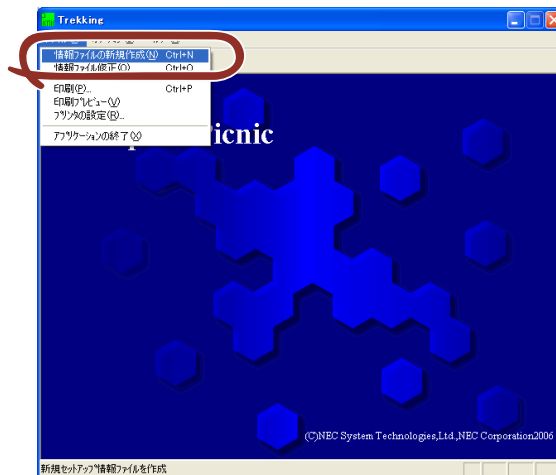 Trekking
情報ファイルの新規作成(N) Ctrl+N
情報ファイル修正(O) Ctrl+O
印刷(P)... Ctrl+P
印刷プレビュー(V)
プリンタの設定(R)...
アプリケーションの終了(X)
icnic
(C)NEC System Technologies,Ltd.,NEC Corporation2006
新規セットアップ情報ファイルを作成